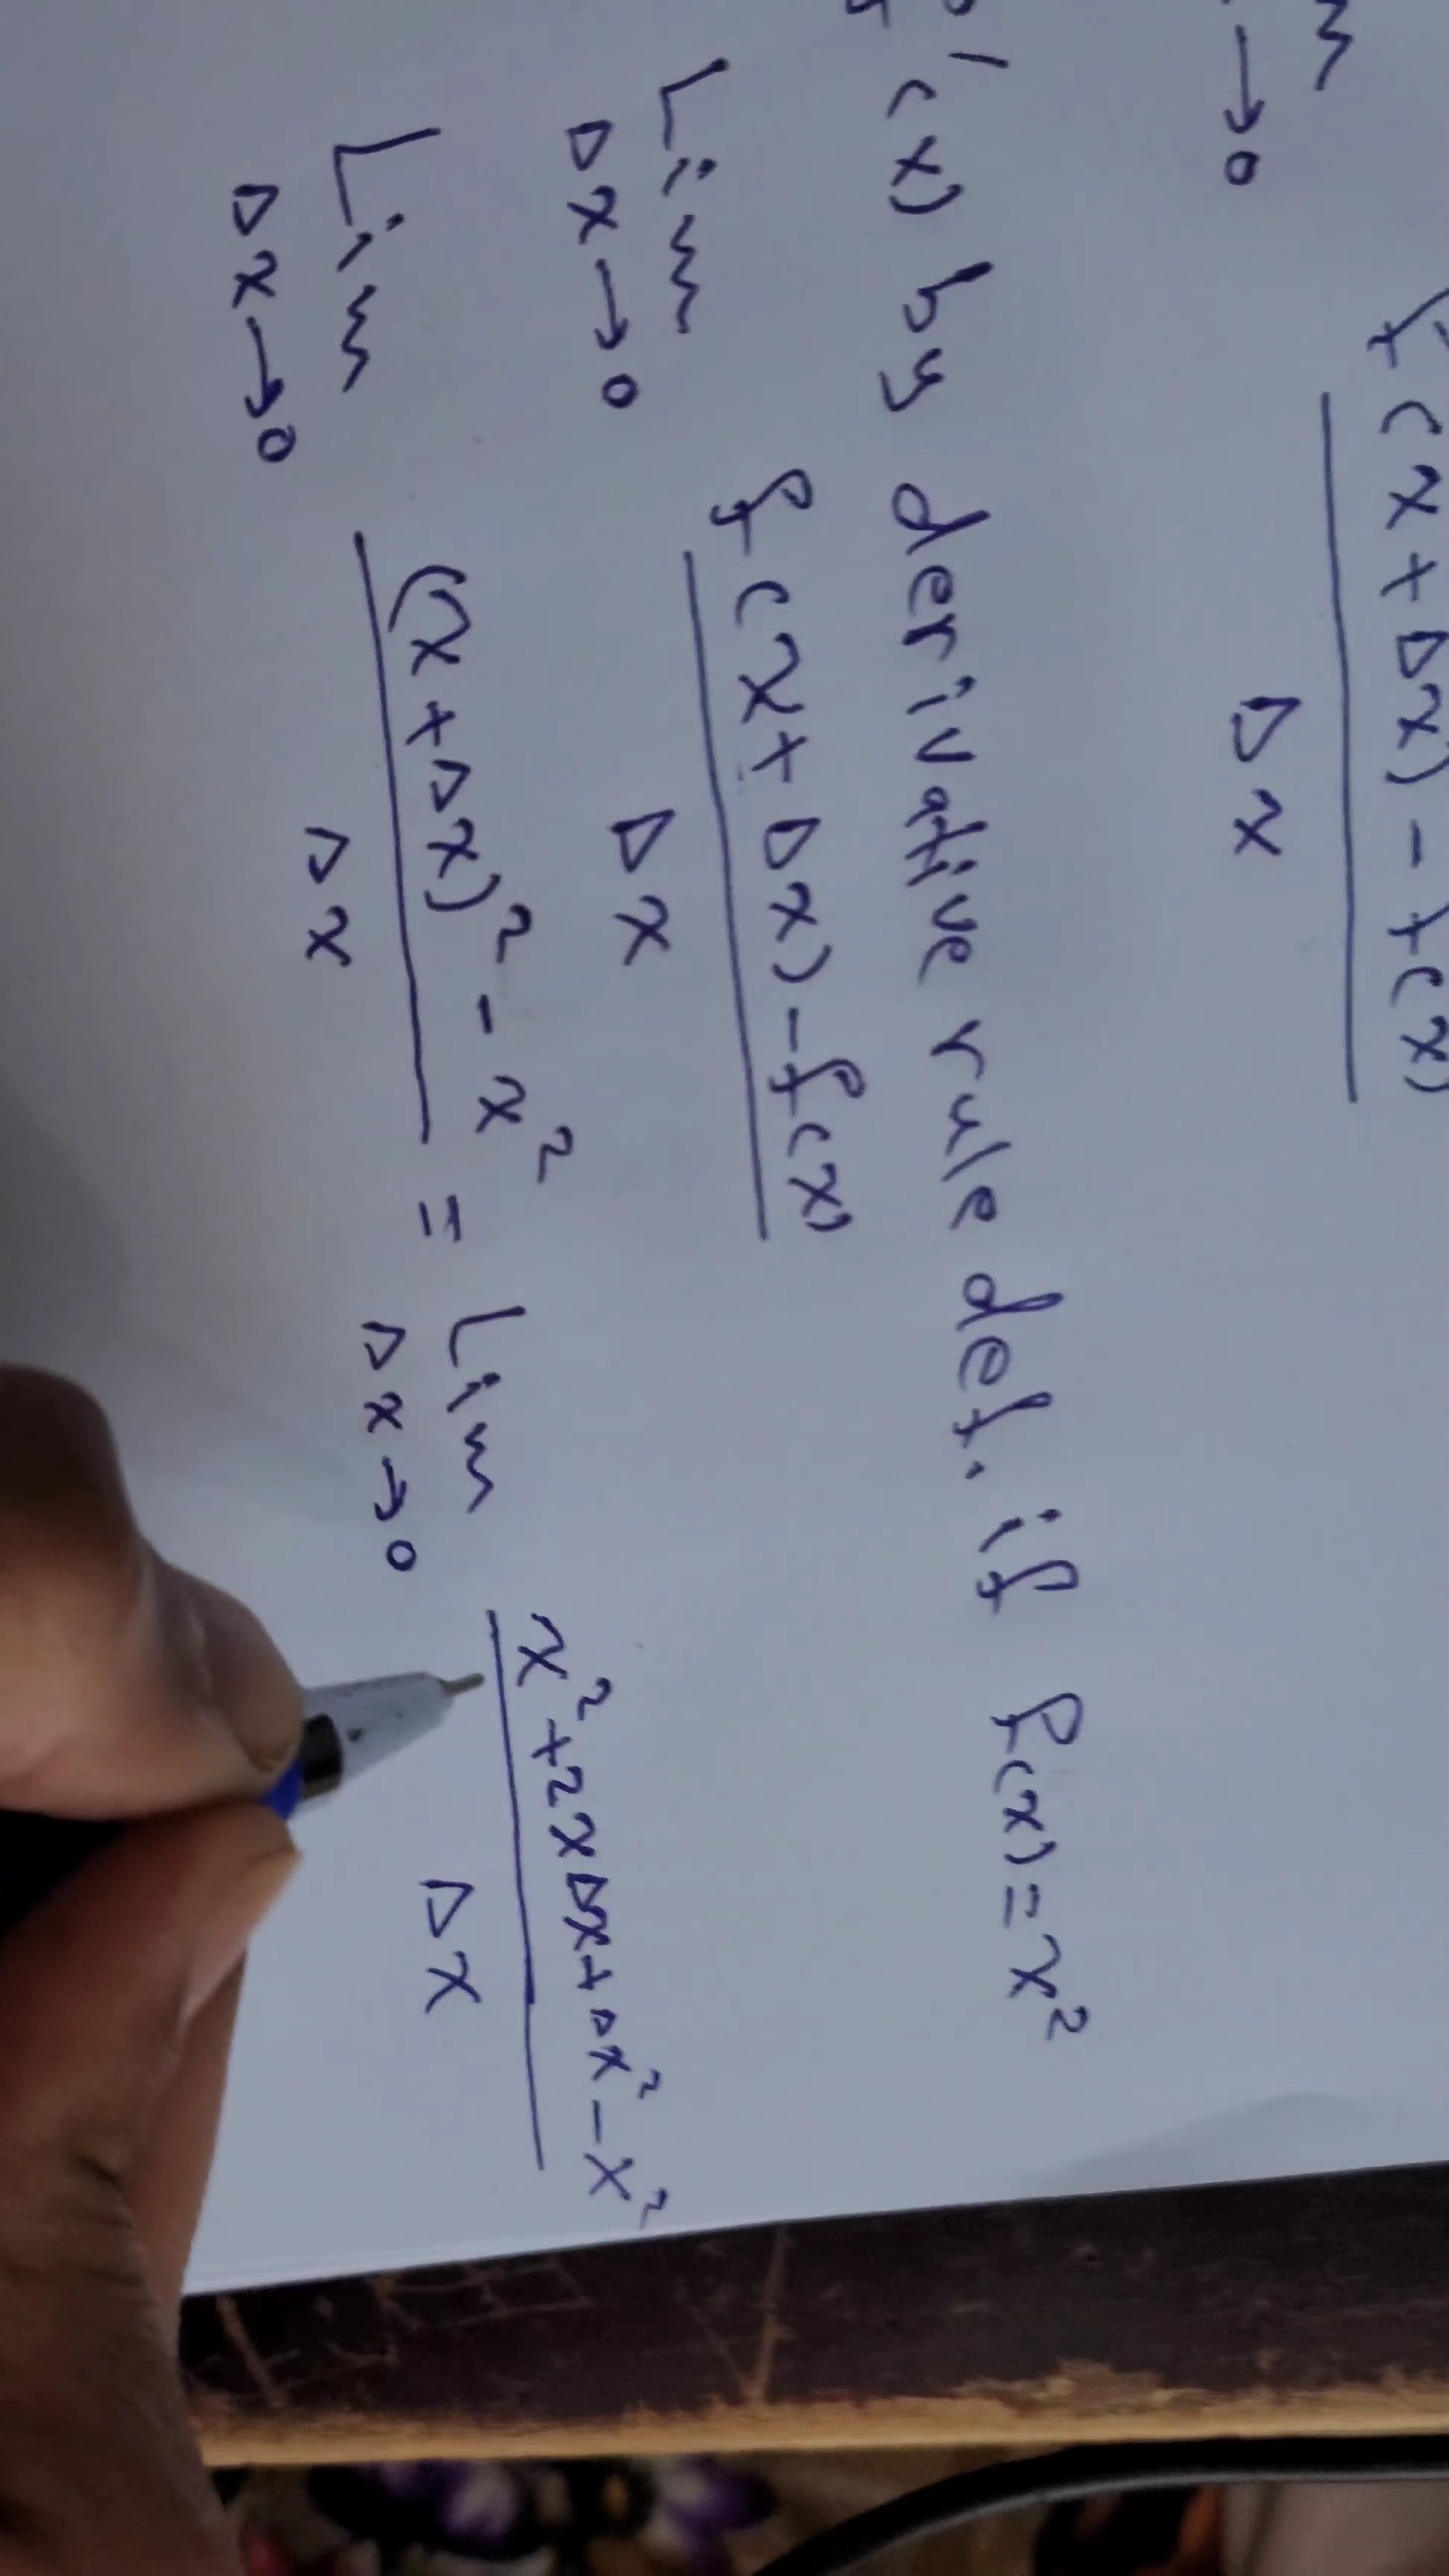 f(x + Δx) - f(x)
→ 0 Δx
f'(x) by derivative rule def. if f(x) = x²
Lim f(x + Δx) - f(x)
Δx → 0 Δx
Lim (x + Δx)² - x² = Lim x² + 2xΔx + Δx² - x²
Δx → 0 Δx Δx → 0 Δx